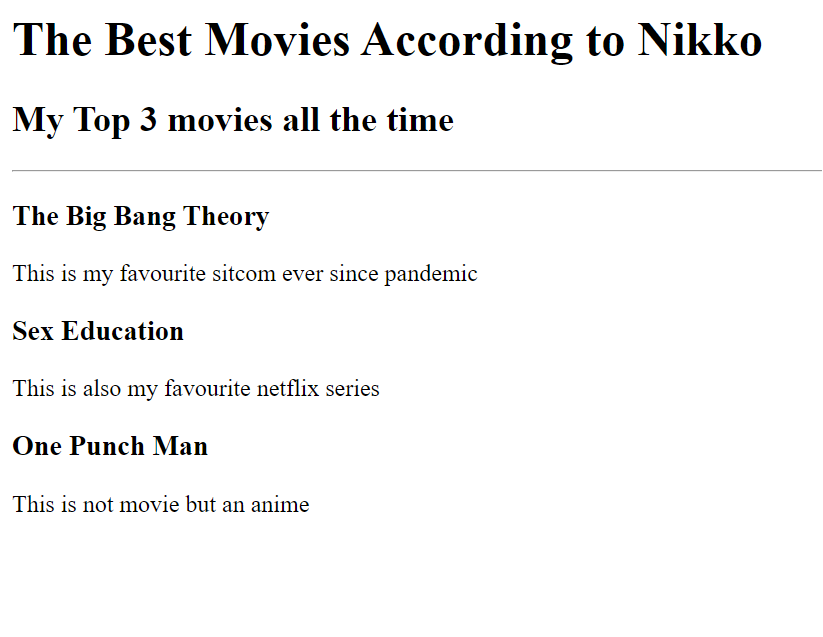 The Best Movies According to Nikko
My Top 3 movies all the time
The Big Bang Theory
This is my favourite sitcom ever since pandemic
Sex Education
This is also my favourite netflix series
One Punch Man
This is not movie but an anime